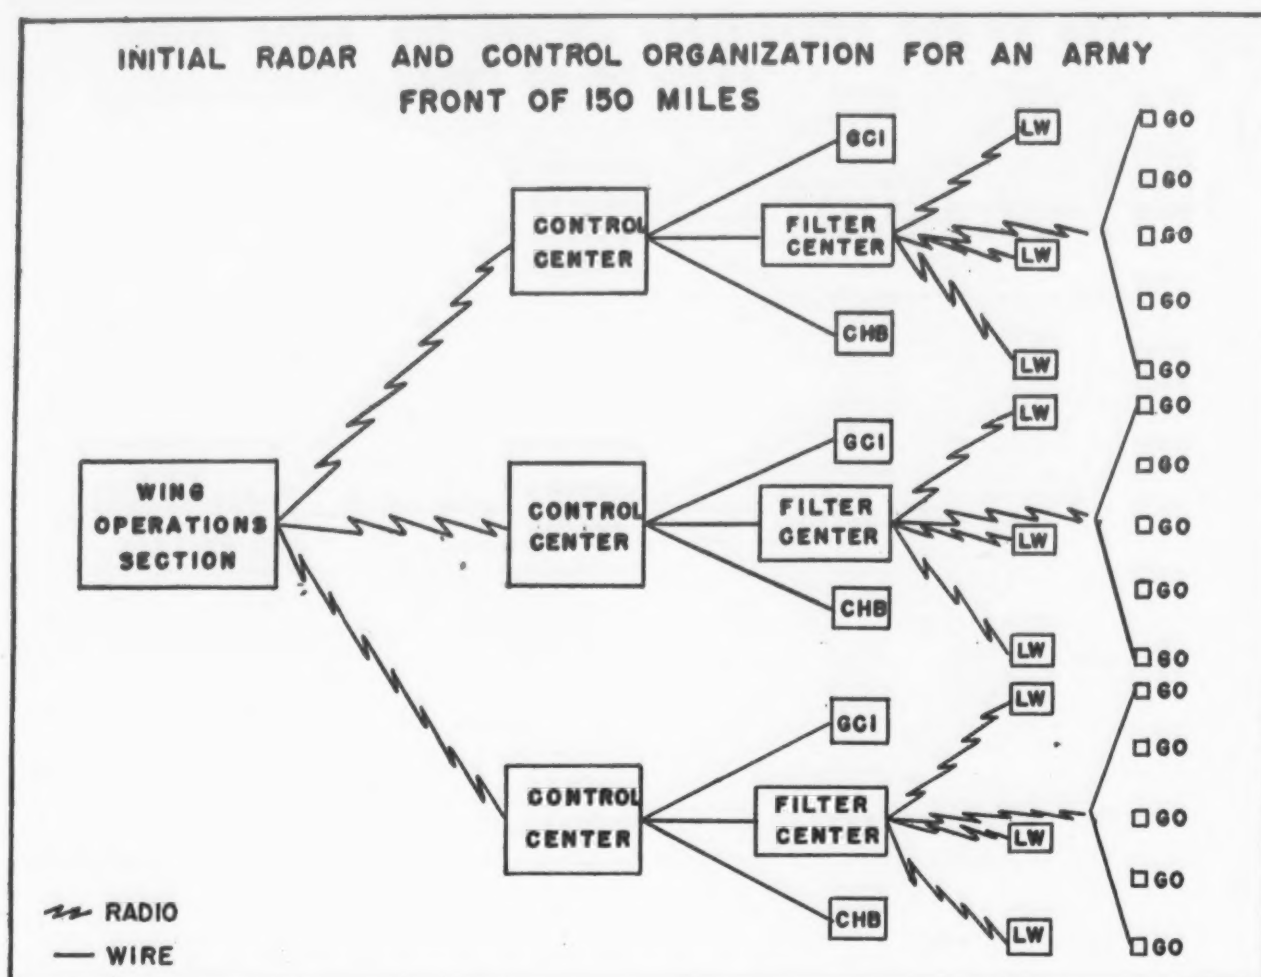 INITIAL RADAR AND CONTROL ORGANIZATION FOR AN ARMY
FRONT OF 150 MILES
WING
OPERATIONS
SECTION
CONTROL
CENTER
GCI
FILTER
CENTER
CHB
LW
LW
LW
GO
GO
GO
GO
GO
CONTROL
CENTER
GCI
FILTER
CENTER
CHB
LW
LW
LW
GO
GO
GO
GO
GO
CONTROL
CENTER
GCI
FILTER
CENTER
CHB
LW
LW
LW
GO
GO
GO
GO
GO
RADIO
WIRE